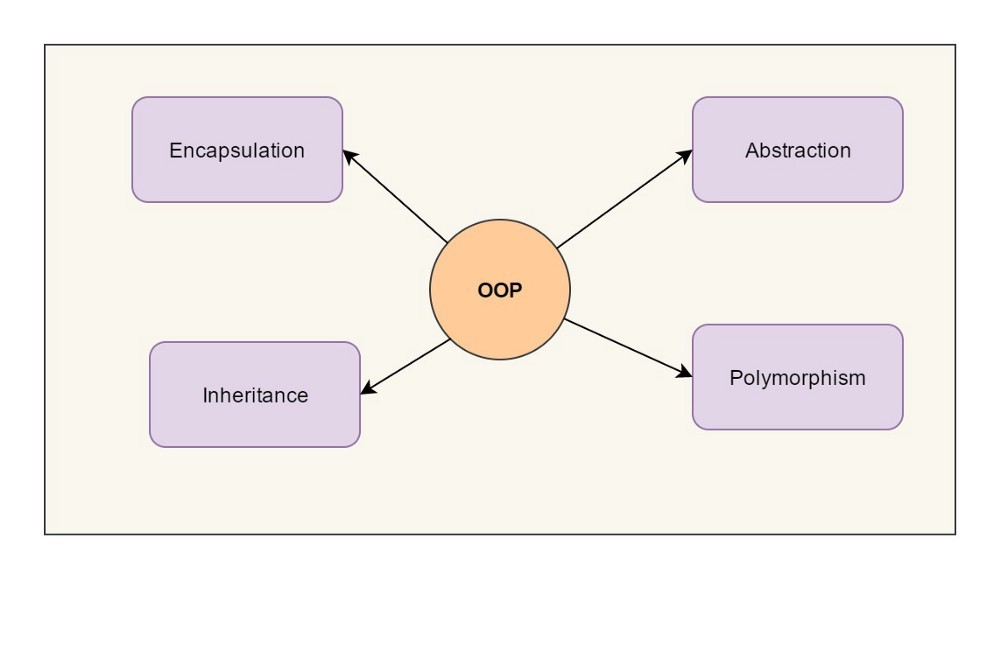 Encapsulation
Abstraction
OOP
Inheritance
Polymorphism